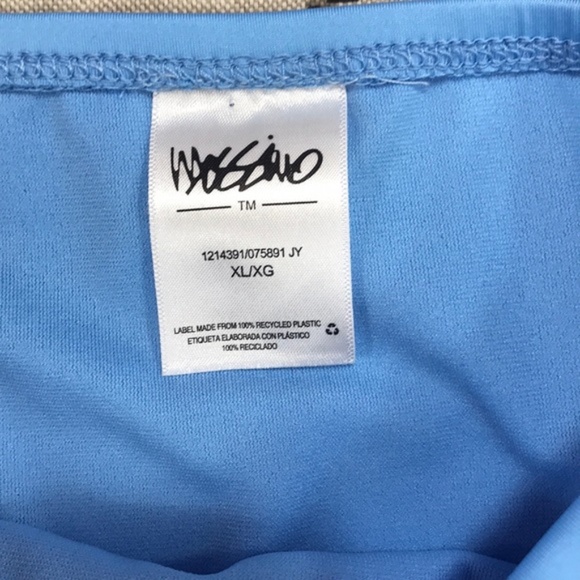 Mossimo
TM
1214391/075891 JY
XL/XG
LABEL MADE FROM 100% RECYCLED PLASTIC
ETIQUETA ELABORADA CON PLÁSTICO
100% RECICLADO